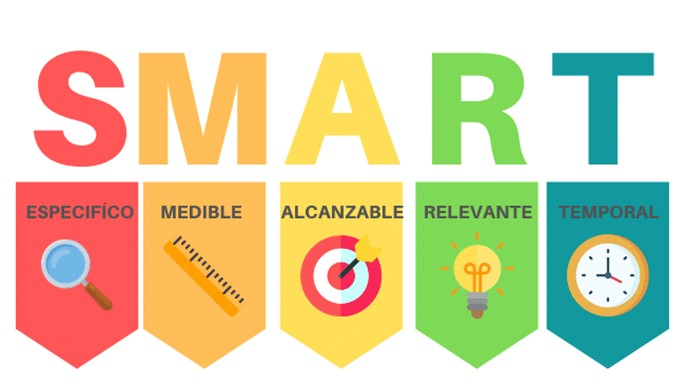 SMART
ESPECIFÍCO MEDIBLE ALCANZABLE RELEVANTE TEMPORAL